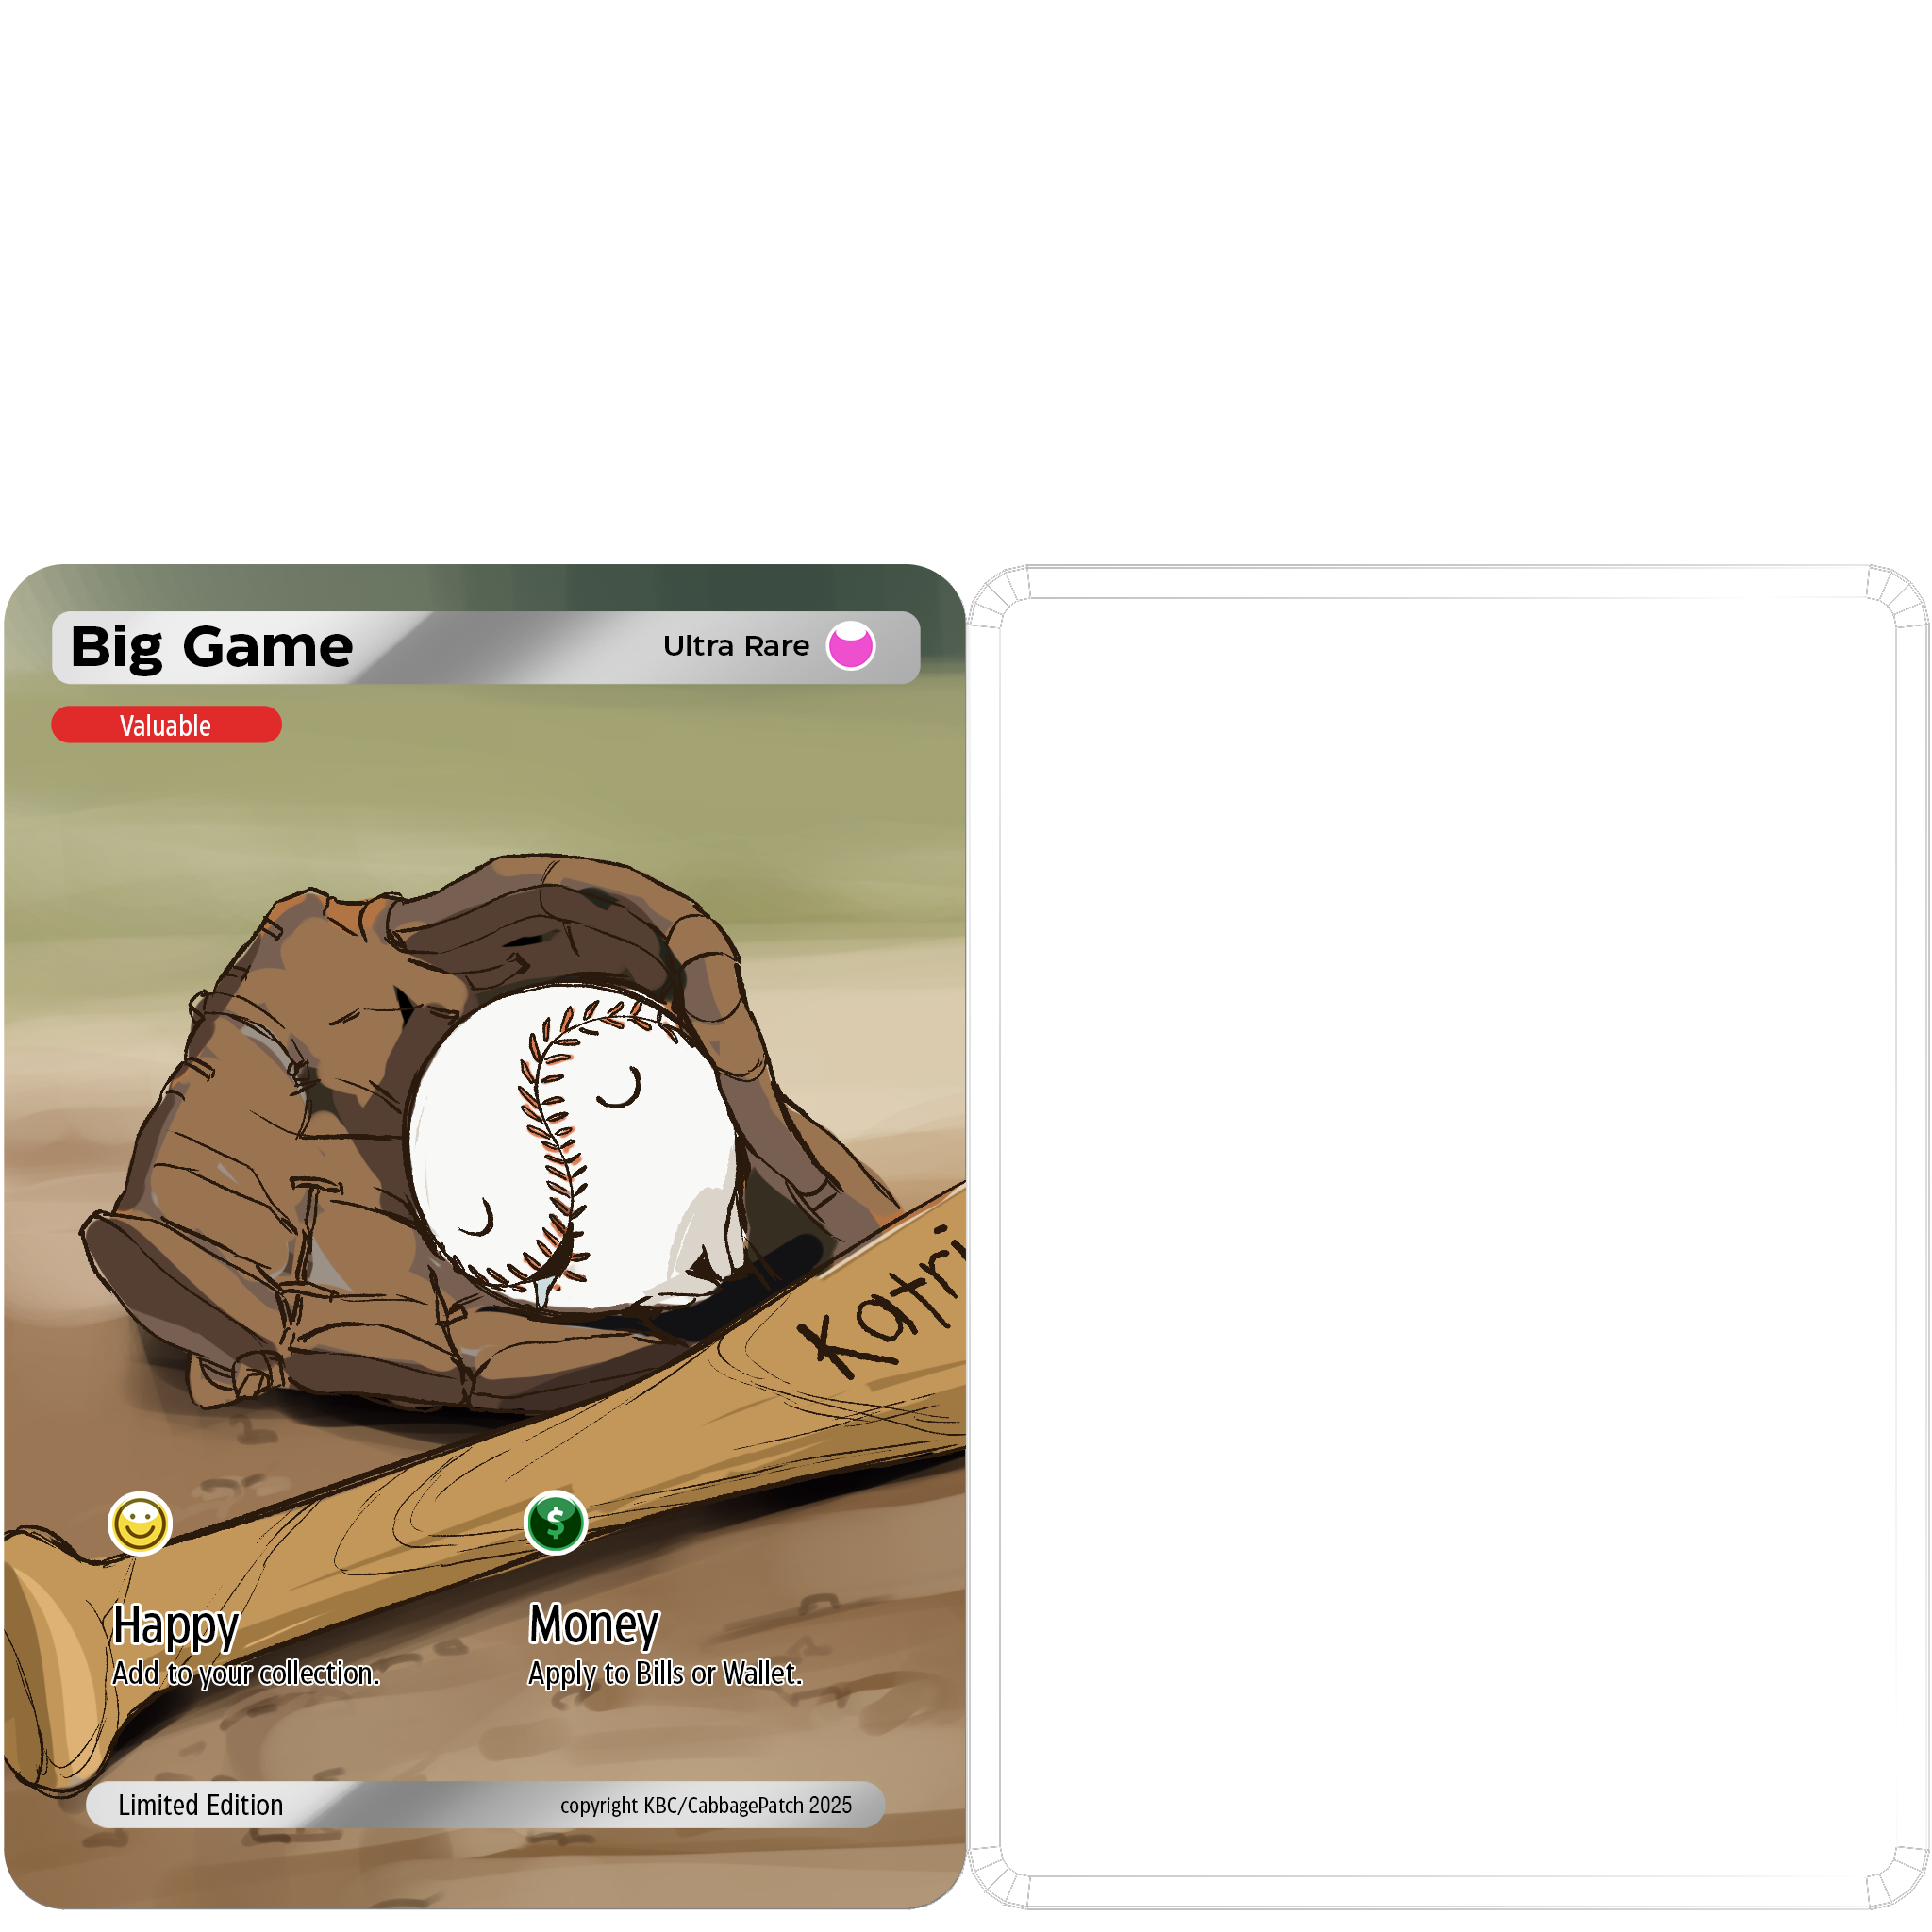 Big Game
Ultra Rare
Valuable
Katri
$
Happy
Add to your collection.
Money
Apply to Bills or Wallet.
Limited Edition
copyright KBC/CabbagePatch 2025